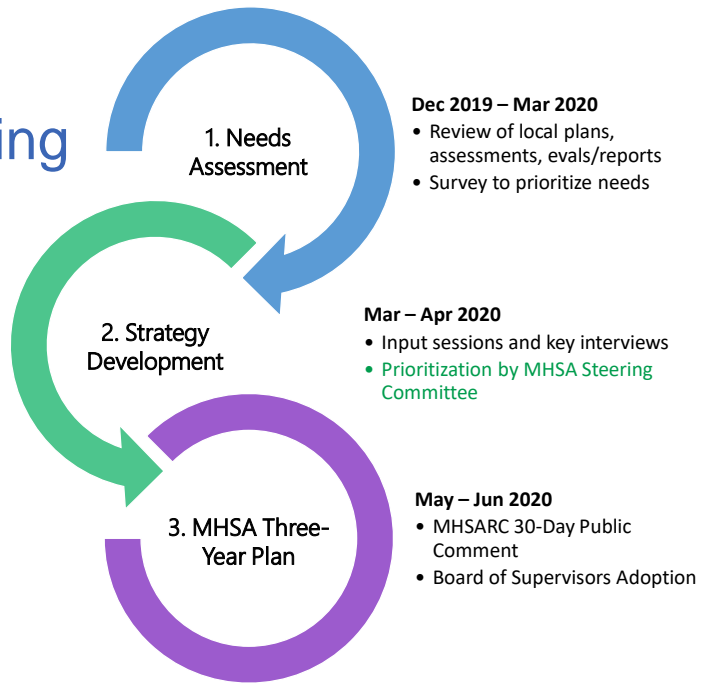 ing
1. Needs
Assessment
Dec 2019 – Mar 2020
• Review of local plans,
assessments, evals/reports
• Survey to prioritize needs
2. Strategy
Development
Mar – Apr 2020
• Input sessions and key interviews
• Prioritization by MHSA Steering
Committee
3. MHSA Three-
Year Plan
May – Jun 2020
• MHSARC 30-Day Public
Comment
• Board of Supervisors Adoption